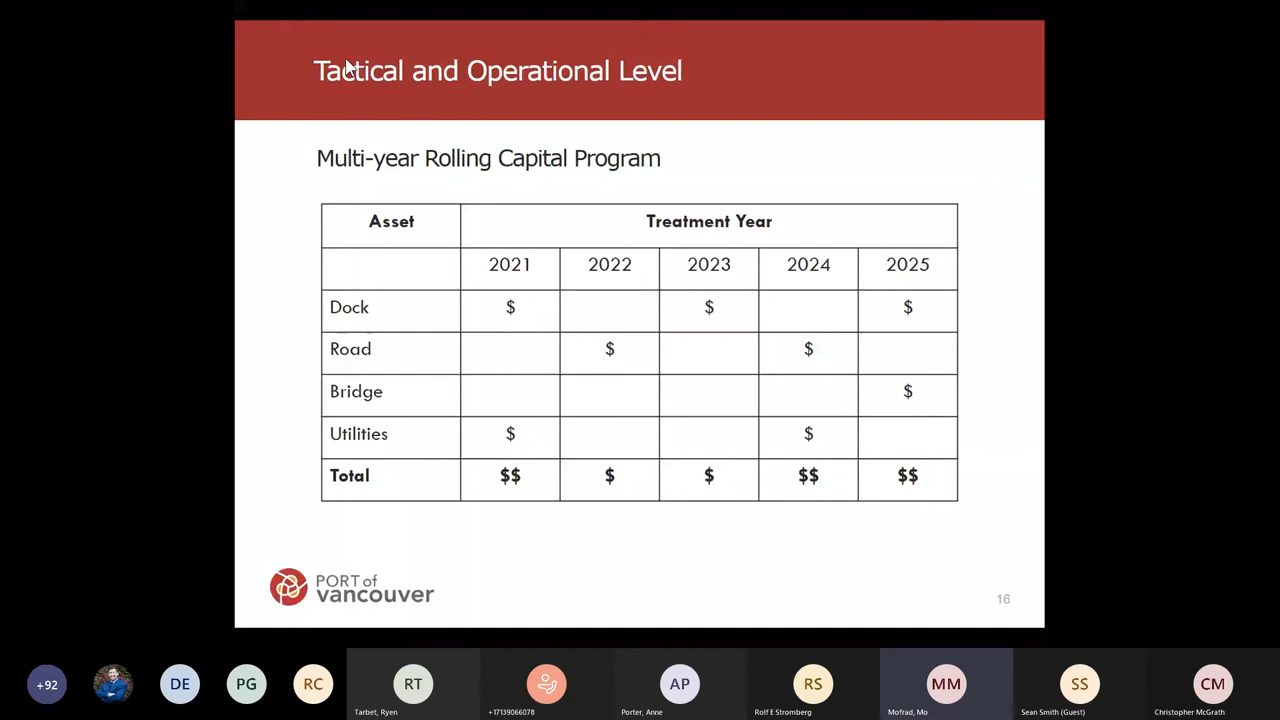 Tactical and Operational Level
Multi-year Rolling Capital Program
Asset Treatment Year
2021 2022 2023 2024 2025
Dock $ $ $
Road $ $
Bridge $
Utilities $ $
Total $$ $ $ $$ $$
PORT of
vancouver
16
+92 DE PG RC RT AP RS MM SS CM
Tarbet, Ryen +17139066078 Porter, Anne Rolf E Stromberg Mofrad, Mo Sean Smith (Guest) Christopher McGrath